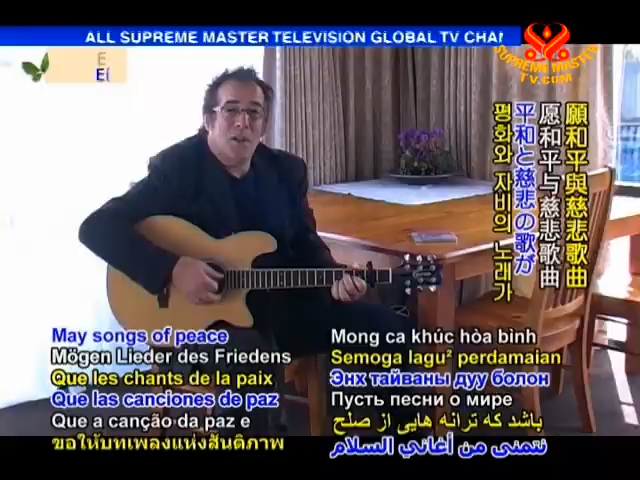 ALL SUPREME MASTER TELEVISION GLOBAL TV CHAN
SUPREME MASTER
TV.COM
願和平與慈悲歌曲
愿和平与慈悲歌曲
平和と慈悲の歌が
평화와 자비의 노래가
May songs of peace
Mögen Lieder des Friedens
Que les chants de la paix
Que las canciones de paz
Que a canção da paz e
ขอให้บทเพลงแห่งสันติภาพ
Mong ca khúc hòa bình
Semoga lagu² perdamaian
Энх тайваны дуу болон
Пусть песни о мире
باشد که ترانه هایی از صلح
نتمنى من أغاني السلام